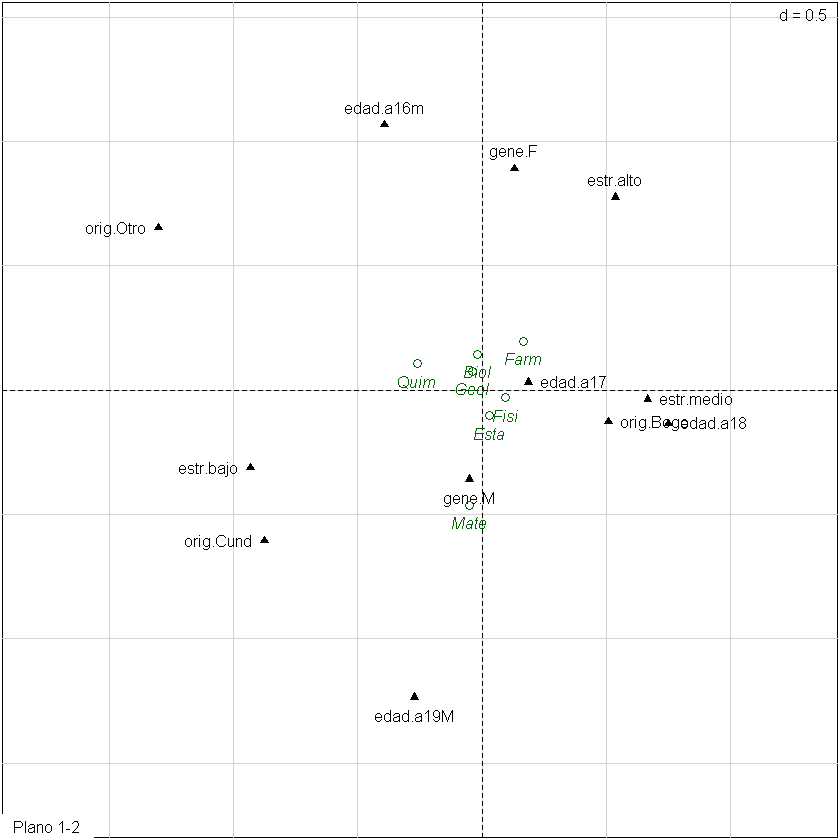 d = 0.5
edad.a16m
gene.F
estr.alto
orig.Otro
Farm
Biol
Quim
edad.a17
Geol
estr.medio
Fisi
orig.Bogo
edad.a18
Esta
estr.bajo
gene.M
Mate
orig.Cund
edad.a19M
Plano 1-2